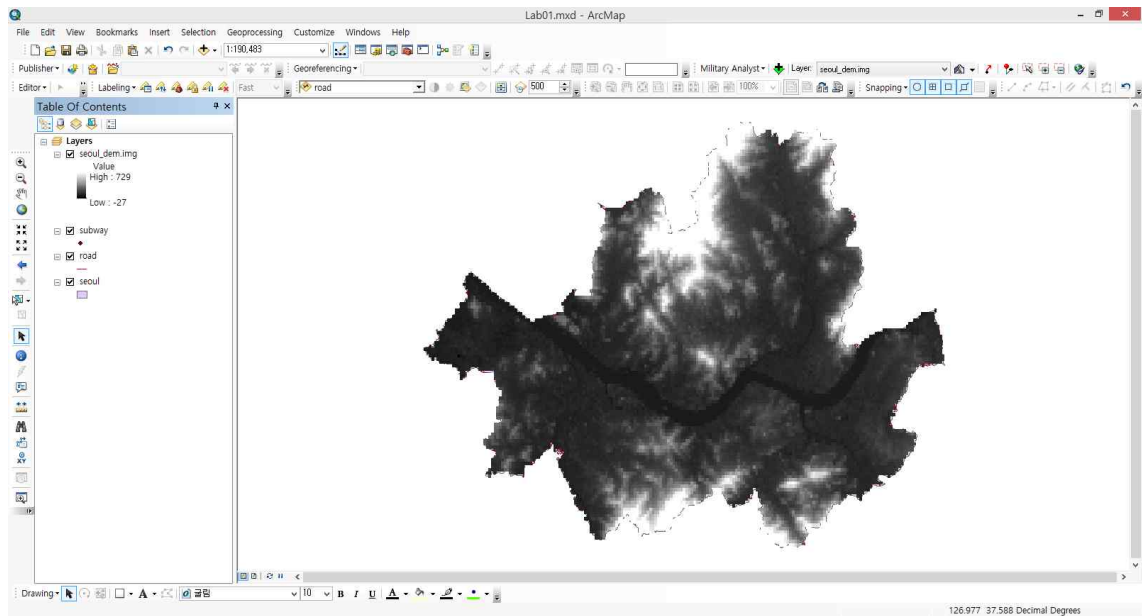 Lab01.mxd - ArcMap
File Edit View Bookmarks Insert Selection Geoprocessing Customize Windows Help
1:190,483
Publisher Georeferencing Military Analyst Layer: seoul_dem.img
Editor Labeling Fast road 500 100% Snapping
Table Of Contents
Layers
seoul_dem.img
Value
High : 729
Low : -27
subway
road
seoul
Drawing A 굴림 10 B I U A
126.977 37.588 Decimal Degrees